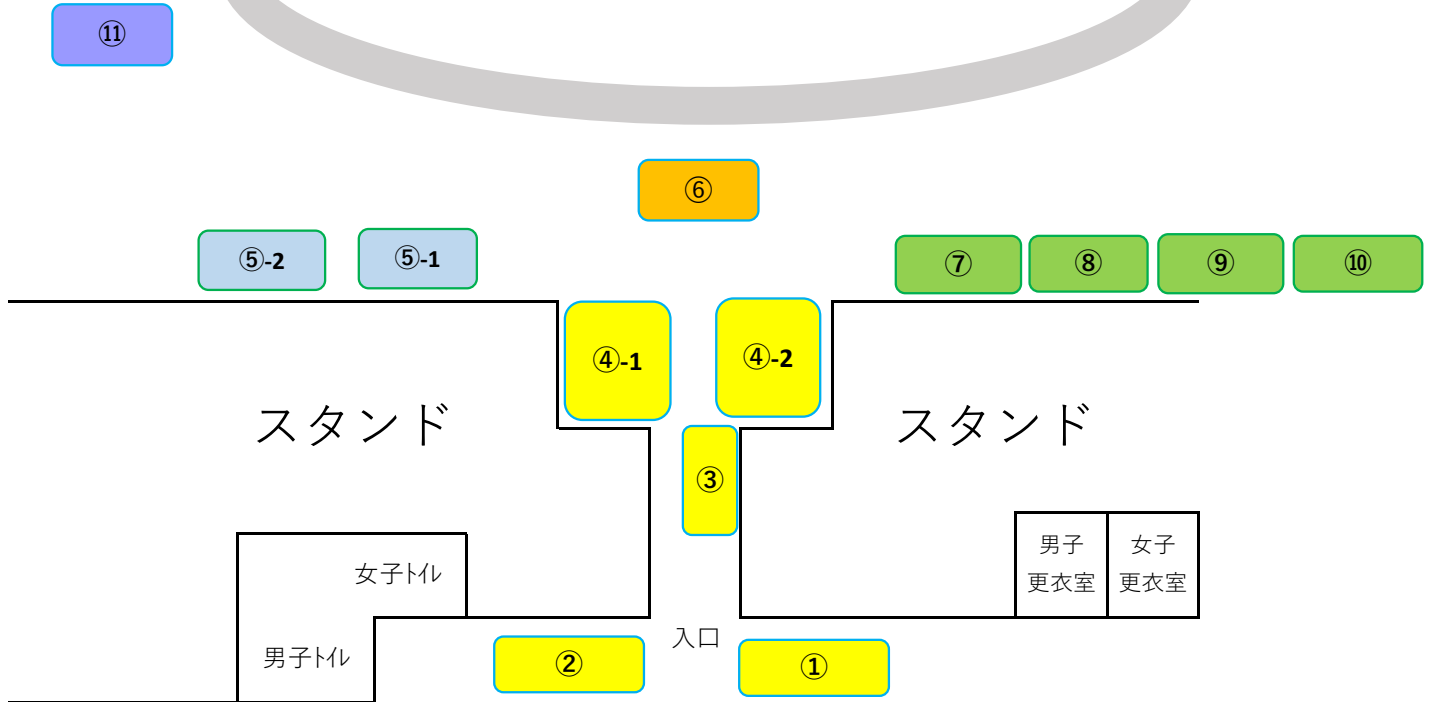 ⑪
⑥
⑤-2
⑤-1
⑦
⑧
⑨
⑩
④-1
④-2
スタンド
スタンド
③
男子
更衣室
女子
更衣室
女子ﾄｲﾚ
入口
男子ﾄｲﾚ
②
①